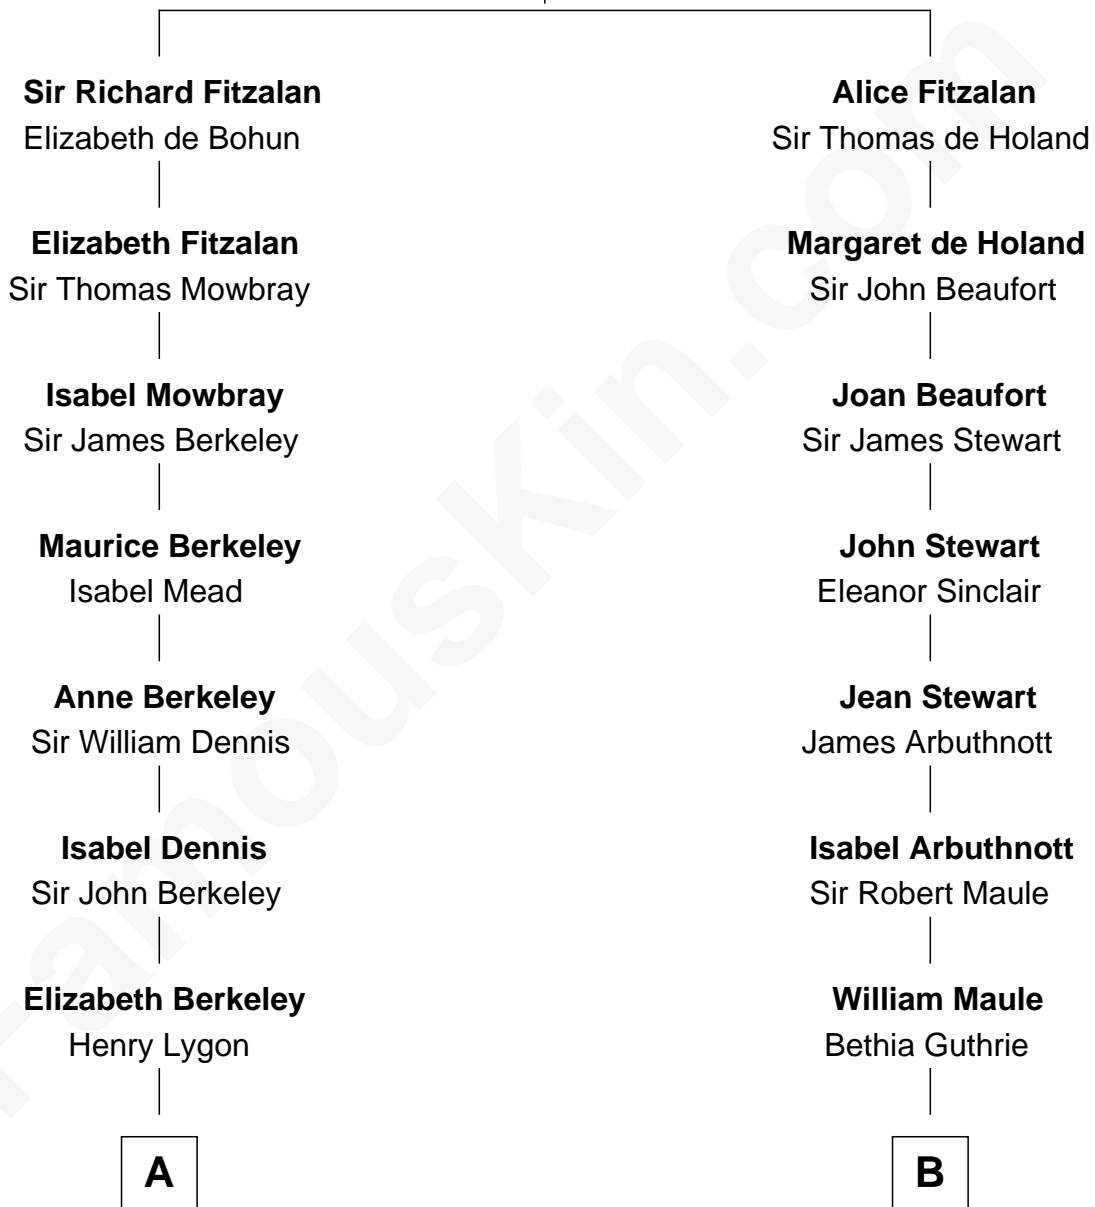 Sir Richard Fitzalan
Elizabeth de Bohun
Elizabeth Fitzalan
Sir Thomas Mowbray
Isabel Mowbray
Sir James Berkeley
Maurice Berkeley
Isabel Mead
Anne Berkeley
Sir William Dennis
Isabel Dennis
Sir John Berkeley
Elizabeth Berkeley
Henry Lygon
A
Alice Fitzalan
Sir Thomas de Holand
Margaret de Holand
Sir John Beaufort
Joan Beaufort
Sir James Stewart
John Stewart
Eleanor Sinclair
Jean Stewart
James Arbuthnott
Isabel Arbuthnott
Sir Robert Maule
William Maule
Bethia Guthrie
B
FamousKin.com